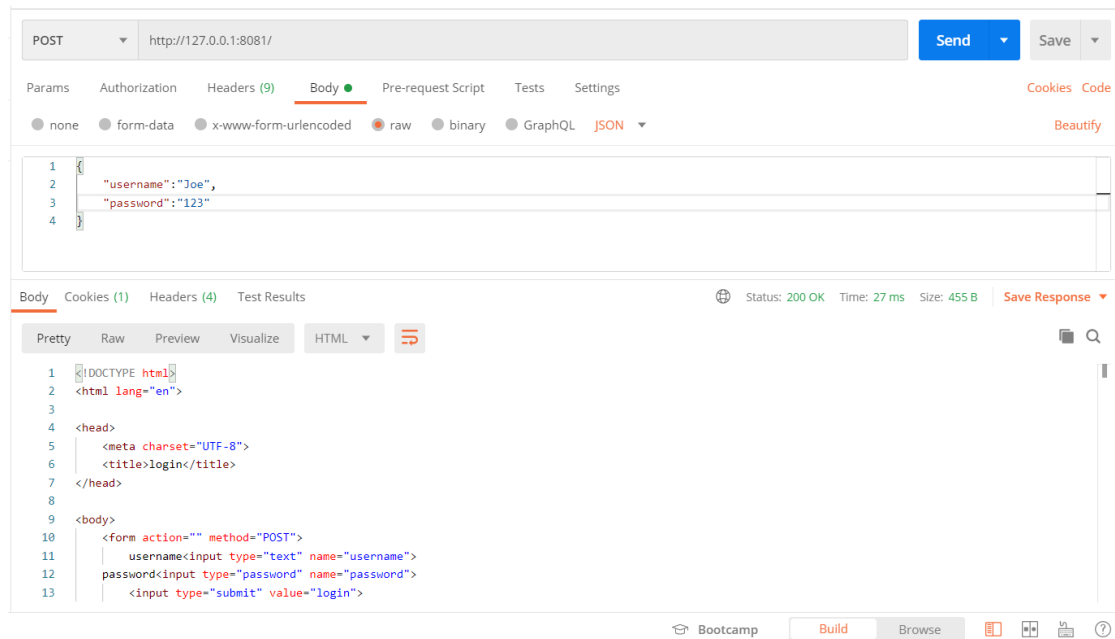 POST http://127.0.0.1:8081/ Send Save
Params Authorization Headers (9) Body Pre-request Script Tests Settings Cookies Code
none form-data x-www-form-urlencoded raw binary GraphQL JSON Beautify
1 {
2 "username":"Joe",
3 "password":"123"
4 }
Body Cookies (1) Headers (4) Test Results Status: 200 OK Time: 27 ms Size: 455 B Save Response
Pretty Raw Preview Visualize HTML
1 <!DOCTYPE html>
2 <html lang="en">
3
4 <head>
5 <meta charset="UTF-8">
6 <title>login</title>
7 </head>
8
9 <body>
10 <form action="" method="POST">
11 username<input type="text" name="username">
12 password<input type="password" name="password">
13 <input type="submit" value="login">
Bootcamp Build Browse